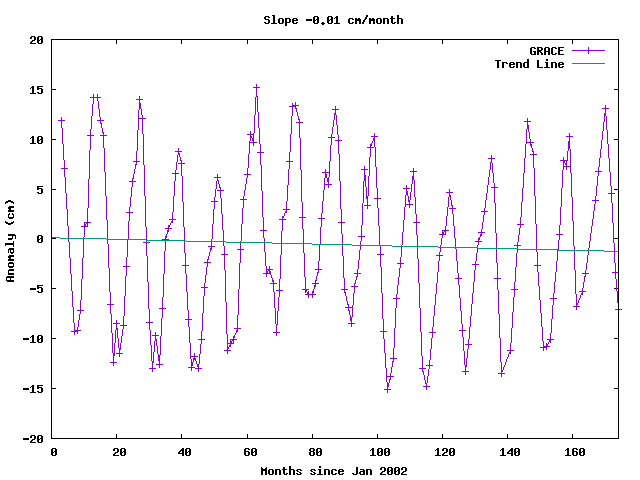 Slope -0.01 cm/month
20
15
10
5
0
-5
-10
-15
-20
Anomaly (cm)
GRACE
Trend Line
0 20 40 60 80 100 120 140 160
Months since Jan 2002